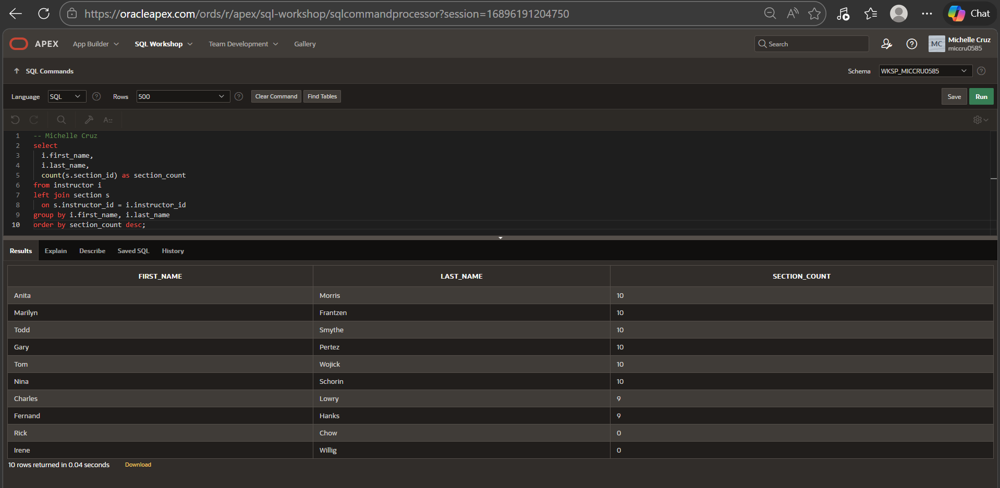 https://oracleapex.com/ords/r/apex/sql-workshop/sqlcommandprocessor?session=16896191204750
Chat
APEX App Builder SQL Workshop Team Development Gallery
Search
MC Michelle Cruz
miccru0585
SQL Commands
Schema WKSP_MICCRU0585
Language SQL Rows 500 Clear Command Find Tables Save Run
1 -- Michelle Cruz
2 select
3 i.first_name,
4 i.last_name,
5 count(s.section_id) as section_count
6 from instructor i
7 left join section s
8 on s.instructor_id = i.instructor_id
9 group by i.first_name, i.last_name
10 order by section_count desc;
Results Explain Describe Saved SQL History
FIRST_NAME LAST_NAME SECTION_COUNT
Anita Morris 10
Marilyn Frantzen 10
Todd Smythe 10
Gary Pertez 10
Tom Wojick 10
Nina Schorin 10
Charles Lowry 9
Fernand Hanks 9
Rick Chow 0
Irene Willig 0
10 rows returned in 0.04 seconds Download